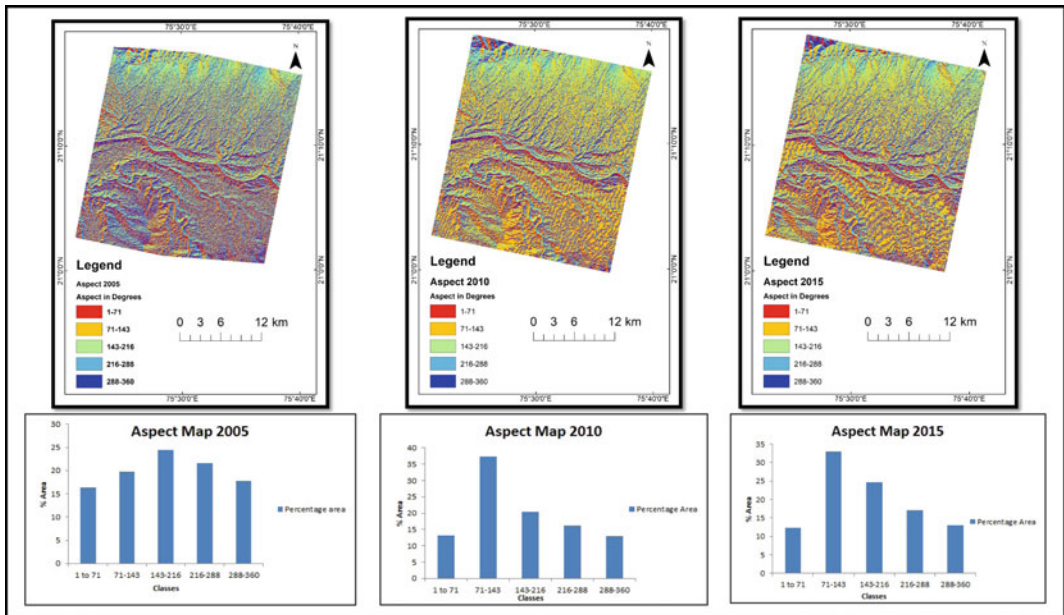 75°30'0"E 75°40'0"E
N
21°10'0"N
21°0'0"N
Legend
Aspect 2005
Aspect in Degrees
1-71
71-143
143-216
216-288
288-360
0 3 6 12 km
75°30'0"E 75°40'0"E
75°30'0"E 75°40'0"E
N
21°10'0"N
21°0'0"N
Legend
Aspect 2010
Aspect in Degrees
1-71
71-143
143-216
216-288
288-360
0 3 6 12 km
75°30'0"E 75°40'0"E
75°30'0"E 75°40'0"E
N
21°10'0"N
21°0'0"N
Legend
Aspect 2015
Aspect in Degrees
1-71
71-143
143-216
216-288
288-360
0 3 6 12 km
75°30'0"E 75°40'0"E
Aspect Map 2005
% Area
30
25
20
15
10
5
0
1 to 71 71-143 143-216 216-288 288-360
Classes
Percentage area
Aspect Map 2010
% Area
40
35
30
25
20
15
10
5
0
1 to 71 71-143 143-216 216-288 288-360
Classes
Percentage Area
Aspect Map 2015
% Area
35
30
25
20
15
10
5
0
1 to 71 71-143 143-216 216-288 288-360
Classes
Percentage Area